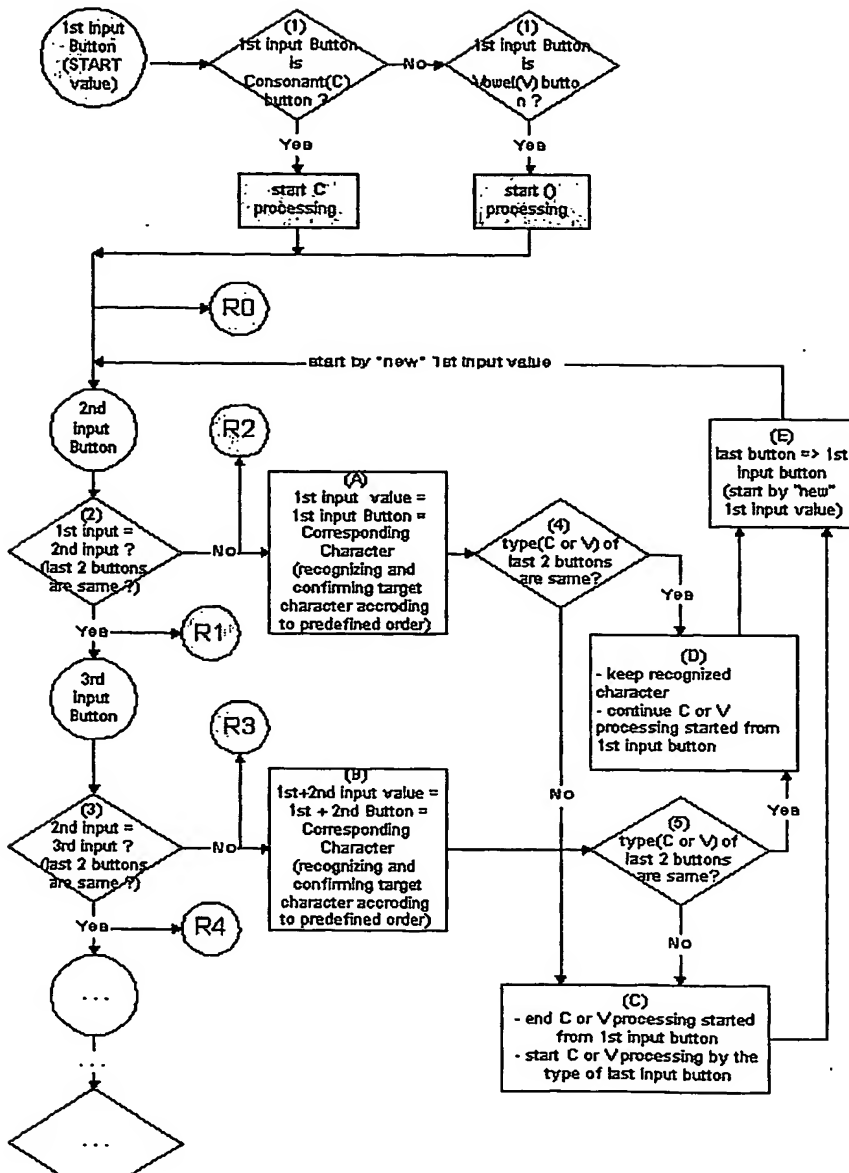 1st input
Button
(START
value)
(1)
1st input Button
is
Consonant(C)
button ?
No
(1)
1st input Button
is
Vowel(V) butto
n ?
Yes
Yes
start C
processing
start ()
processing
R0
start by "new" 1st input value
2nd
input
Button
R2
(E)
last button => 1st
input button
(start by "new"
1st input value)
(2)
1st input =
2nd input ?
(last 2 buttons
are same ?)
No
(A)
1st input value =
1st input Button =
Corresponding
Character
(recognizing and
confirming target
character accroding
to predefined order)
(4)
type(C or V) of
last 2 buttons
are same?
Yes
Yes
R1
(D)
- keep recognized
character
- continue C or V
processing started from
1st input button
3rd
input
Button
R3
(3)
2nd input =
3rd input ?
(last 2 buttons
are same ?)
No
(B)
1st+2nd input value =
1st + 2nd Button =
Corresponding
Character
(recognizing and
confirming target
character accroding
to predefined order)
No
(5)
type(C or V) of
last 2 buttons
are same?
Yes
Yes
R4
No
...
(C)
- end C or V processing started
from 1st input button
- start C or V processing by the
type of last input button
...
...